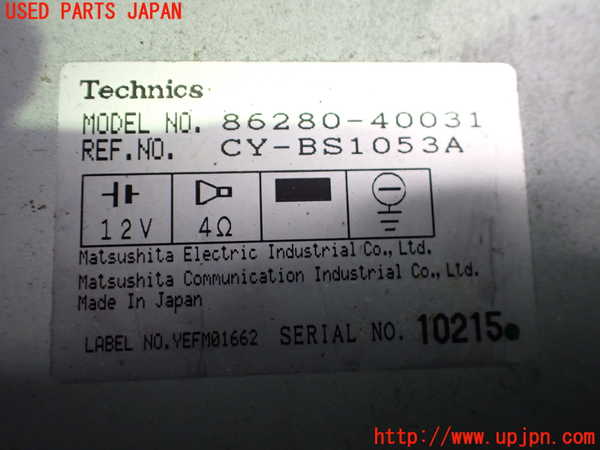 USED PARTS JAPAN
Technics
MODEL NO. 86280-40031
REF.NO. CY-BS1053A
12V 4Ω
Matsushita Electric Industrial Co., Ltd.
Matsushita Communication Industrial Co., Ltd.
Made In Japan
LABEL NO.YEFM01662 SERIAL NO. 10215
© www.upjpn.com